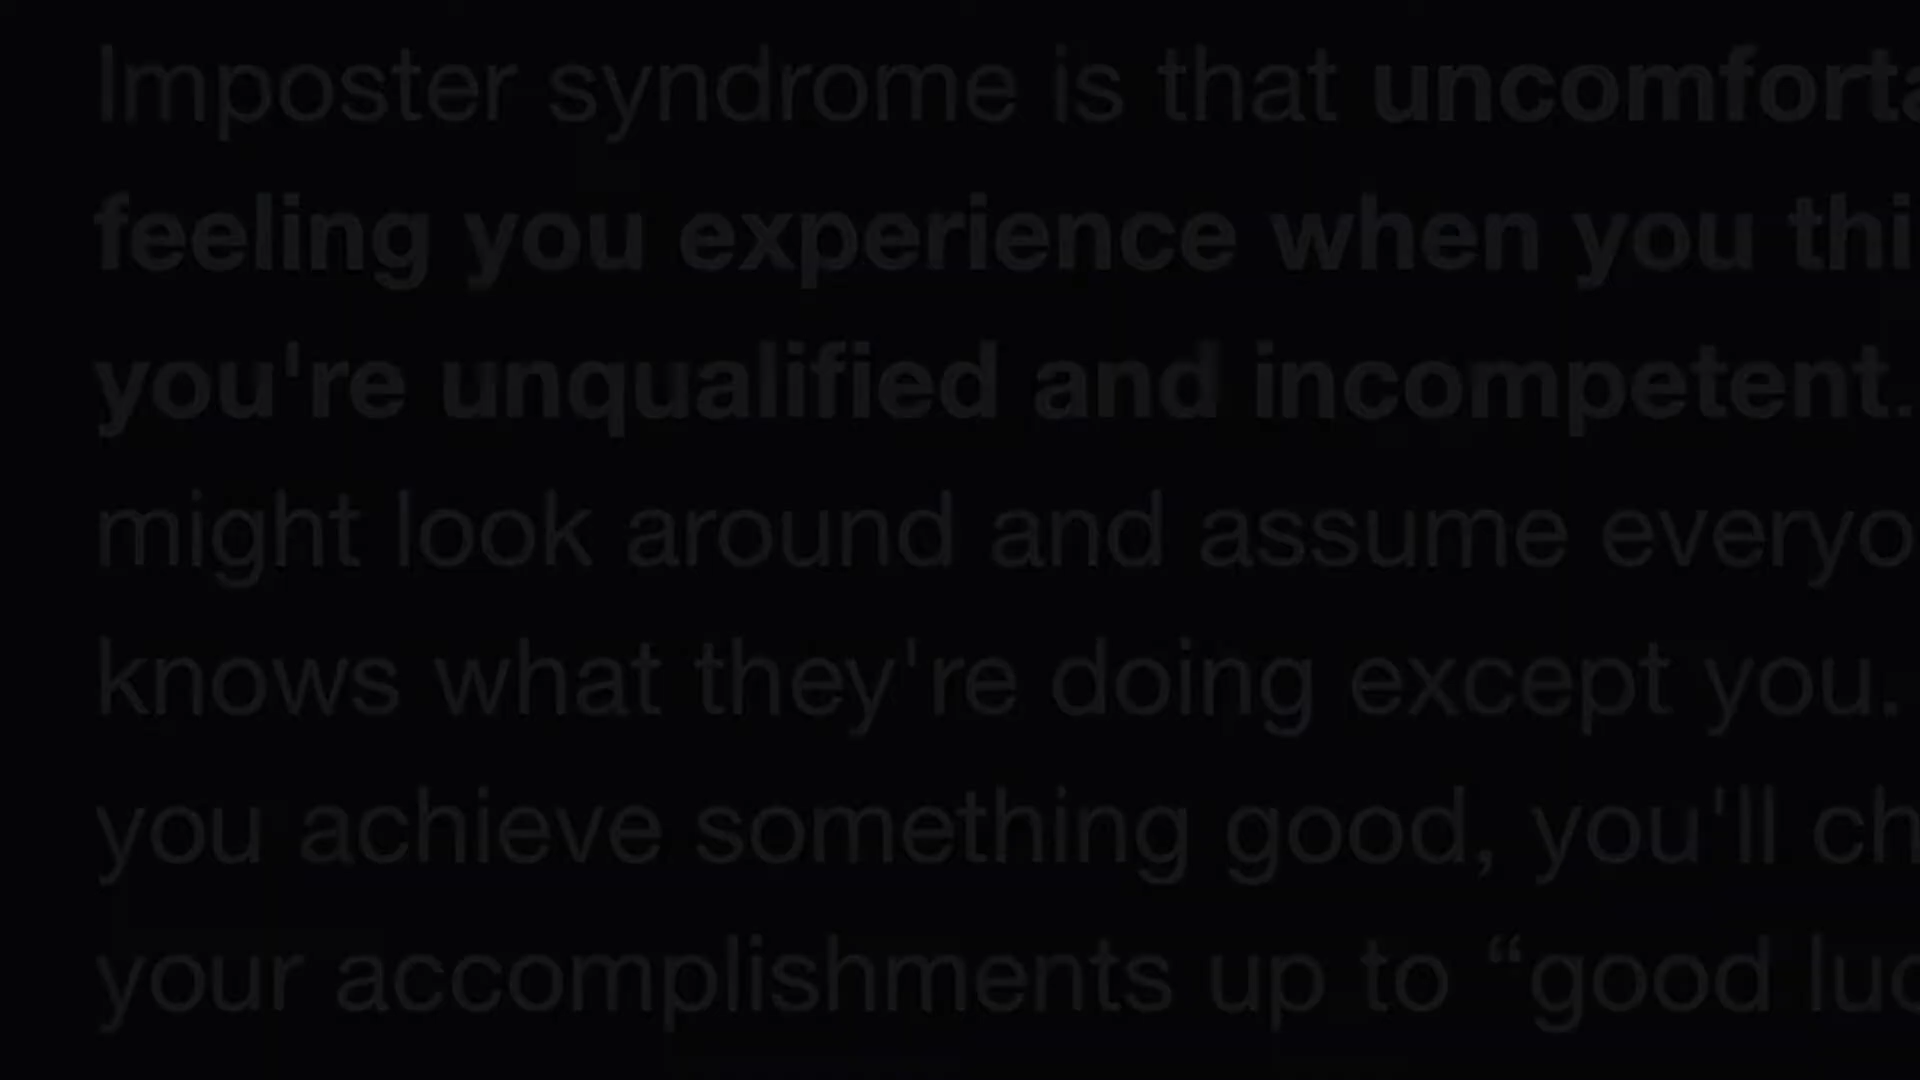 Imposter syndrome is that uncomforta
feeling you experience when you thi
you're unqualified and incompetent.
might look around and assume everyo
knows what they're doing except you.
you achieve something good, you'll ch
your accomplishments up to “good luc